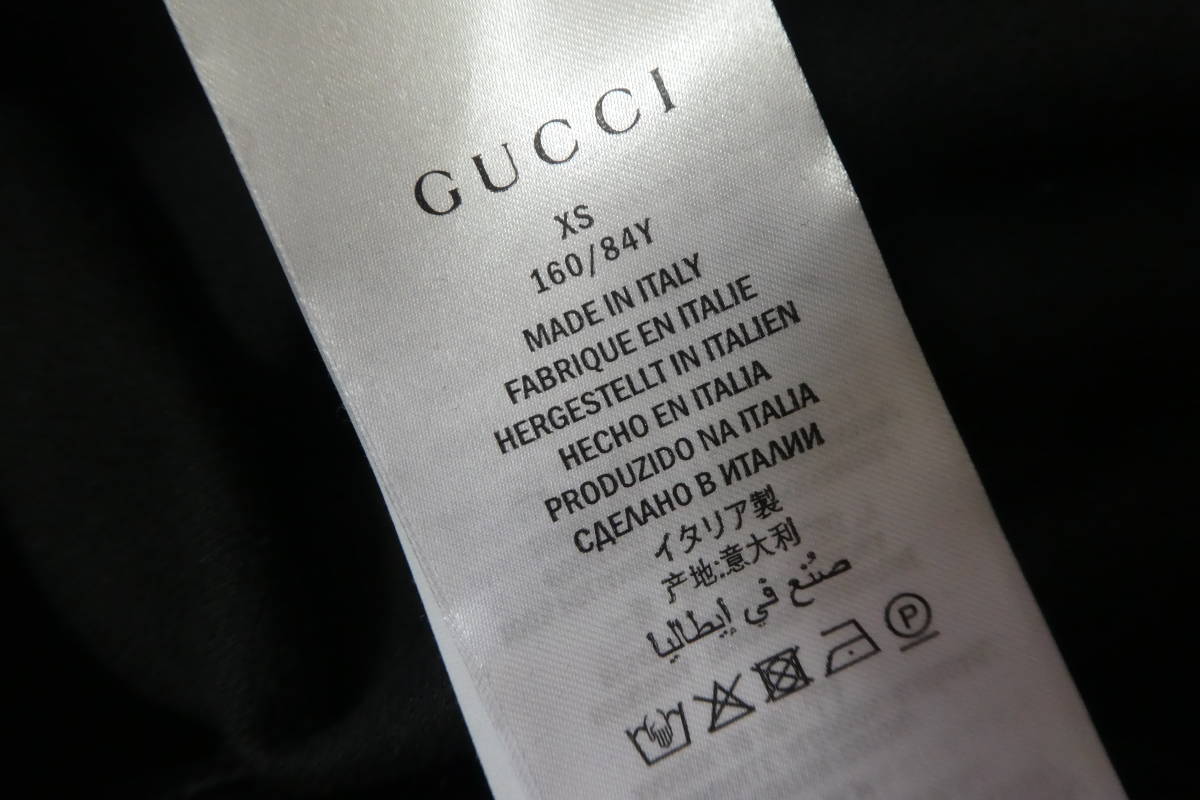 GUCCI
XS
160/84Y
MADE IN ITALY
FABRIQUE EN ITALIE
HERGESTELLT IN ITALIEN
HECHO EN ITALIA
PRODUZIDO NA ITALIA
СДЕЛАНО В ИТАЛИИ
イタリア製
产地:意大利
صُنع في إيطاليا
P